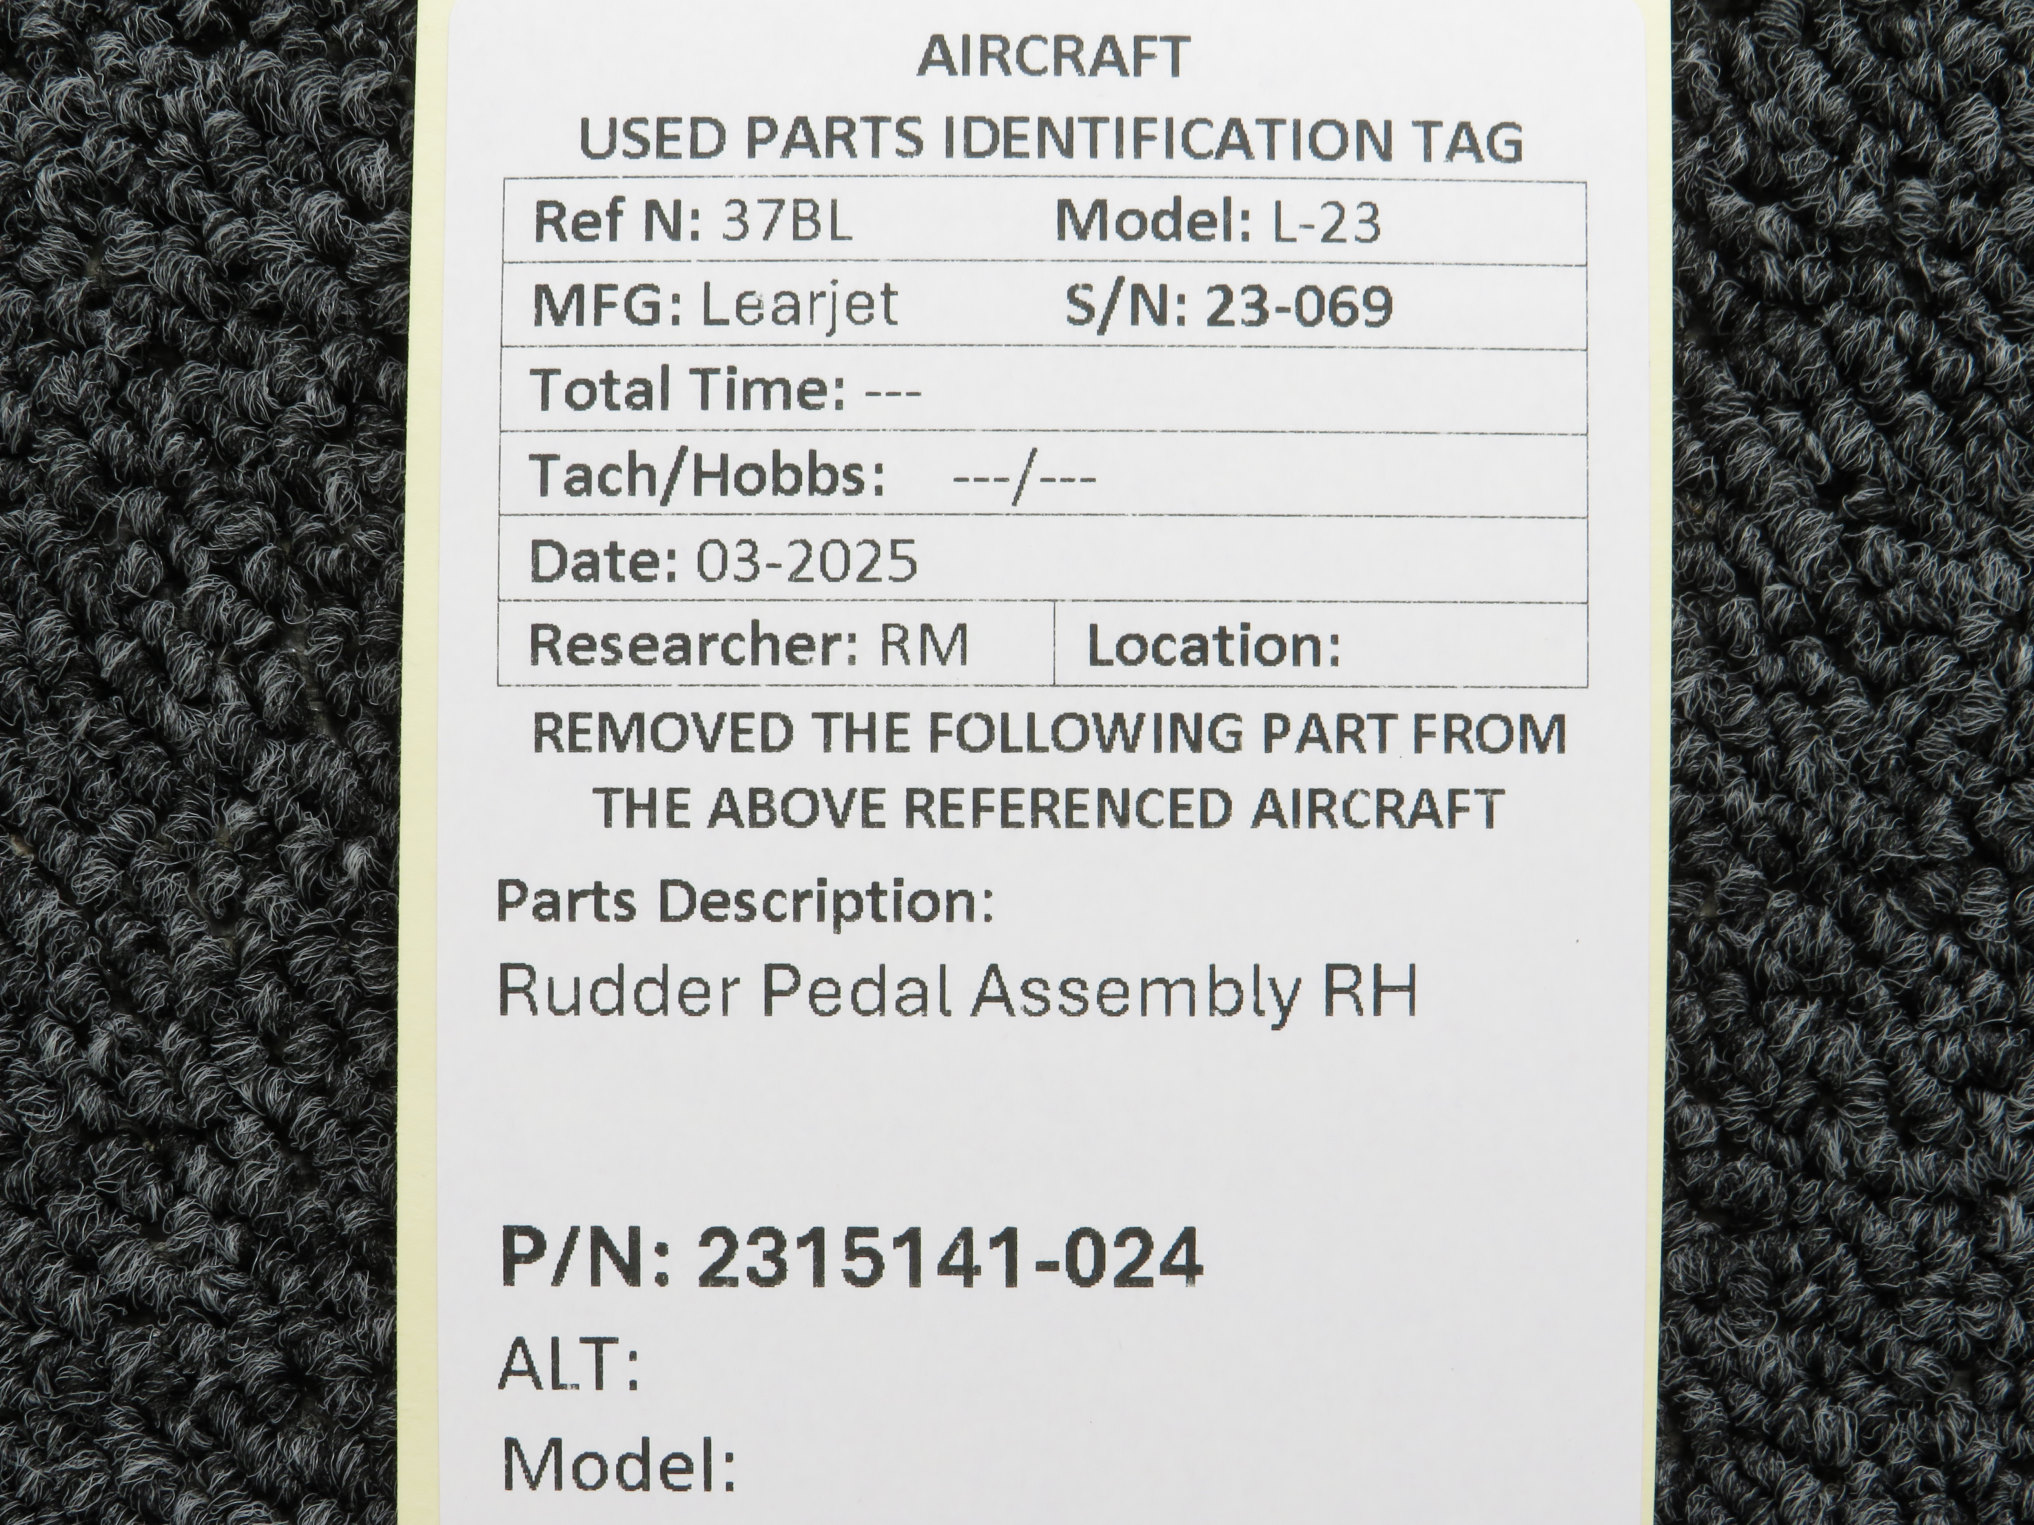 AIRCRAFT
USED PARTS IDENTIFICATION TAG
Ref N: 37BL Model: L-23
MFG: Learjet S/N: 23-069
Total Time: ---
Tach/Hobbs: ---/---
Date: 03-2025
Researcher: RM Location:
REMOVED THE FOLLOWING PART FROM
THE ABOVE REFERENCED AIRCRAFT
Parts Description:
Rudder Pedal Assembly RH
P/N: 2315141-024
ALT:
Model: